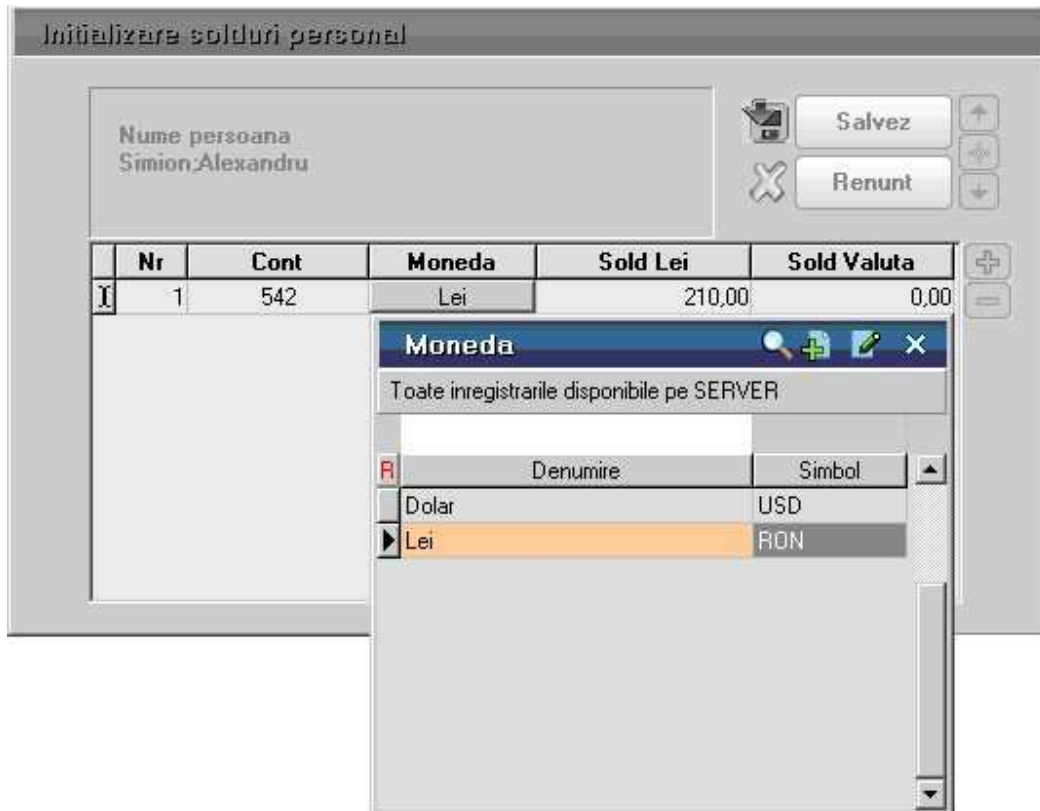 Initializare solduri personal
Nume persoana
Simion;Alexandru
Salvez
Renunt
Nr Cont Moneda Sold Lei Sold Valuta
1 542 Lei 210,00 0,00
Moneda
Toate inregistrarile disponibile pe SERVER
R Denumire Simbol
Dolar USD
Lei RON